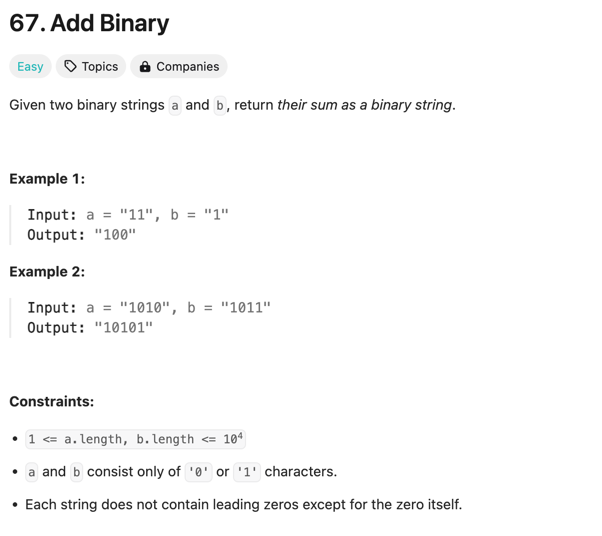 67. Add Binary
Easy Topics Companies
Given two binary strings a and b, return their sum as a binary string.
Example 1:
Input: a = "11", b = "1"
Output: "100"
Example 2:
Input: a = "1010", b = "1011"
Output: "10101"
Constraints:
• 1 <= a.length, b.length <= 10⁴
• a and b consist only of '0' or '1' characters.
• Each string does not contain leading zeros except for the zero itself.